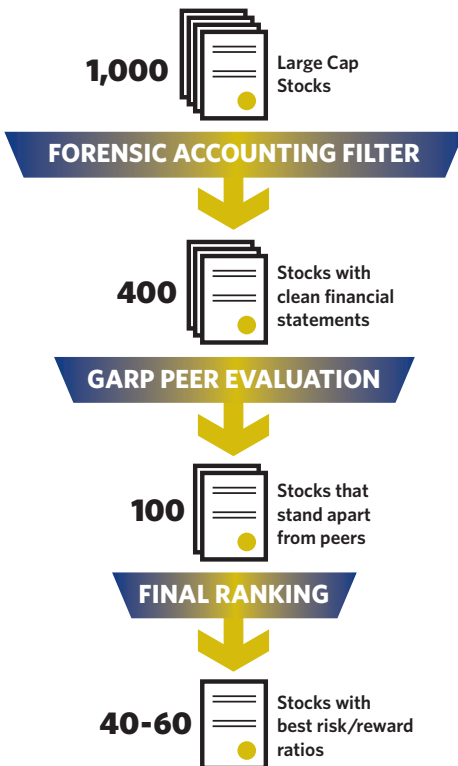 1,000
Large Cap
Stocks
FORENSIC ACCOUNTING FILTER
400
Stocks with
clean financial
statements
GARP PEER EVALUATION
100
Stocks that
stand apart
from peers
FINAL RANKING
40-60
Stocks with
best risk/reward
ratios